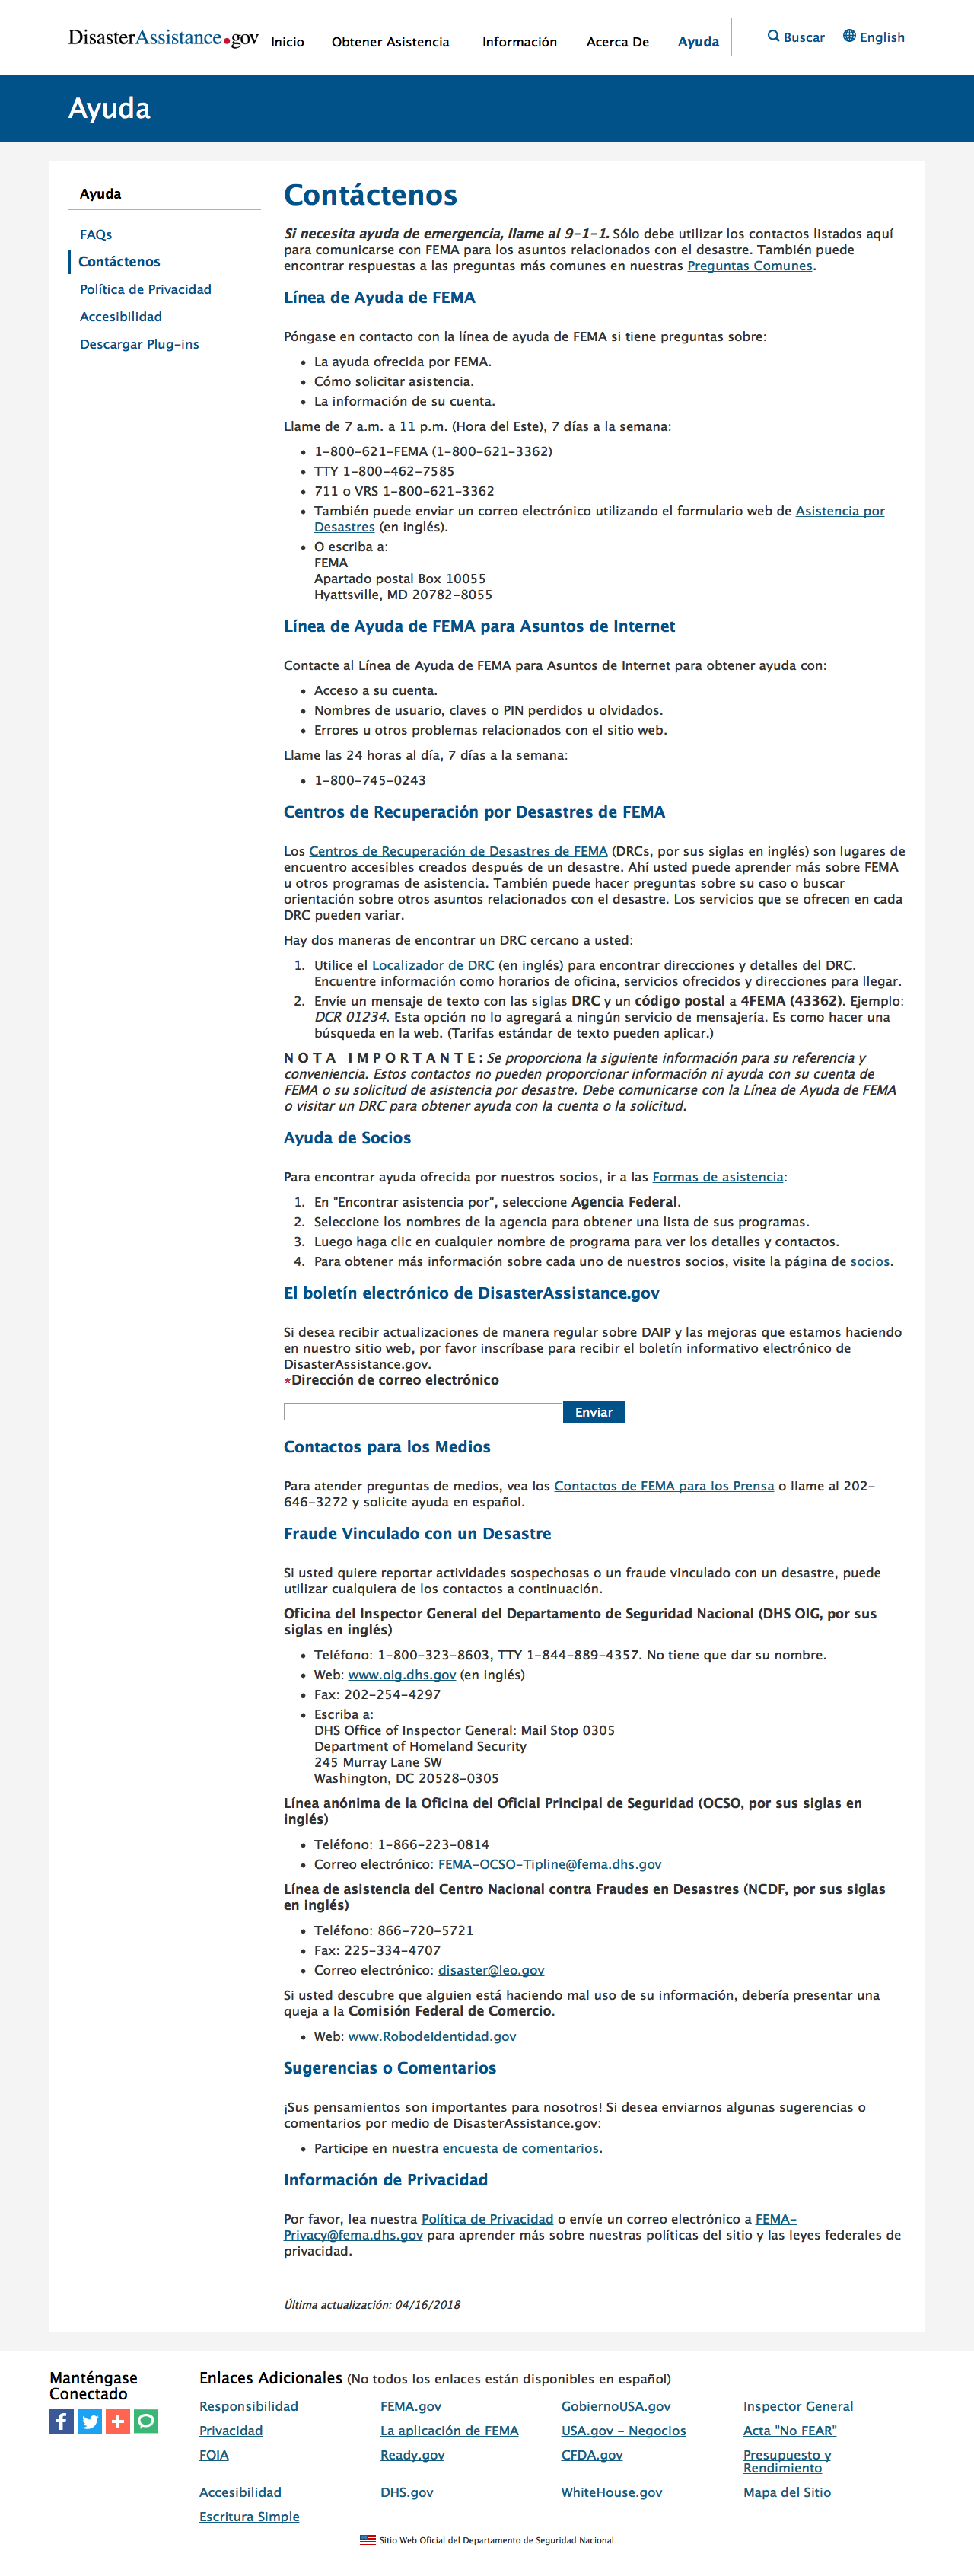 DisasterAssistance.gov
Inicio
Obtener Asistencia
Información
Acerca De
Ayuda
Buscar
English
Ayuda
Ayuda
FAQs
Contáctenos
Política de Privacidad
Accesibilidad
Descargar Plug-ins
Contáctenos
Si necesita ayuda de emergencia, llame al 9-1-1. Sólo debe utilizar los contactos listados aquí
para comunicarse con FEMA para los asuntos relacionados con el desastre. También puede
encontrar respuestas a las preguntas más comunes en nuestras Preguntas Comunes.
Línea de Ayuda de FEMA
Póngase en contacto con la línea de ayuda de FEMA si tiene preguntas sobre:
• La ayuda ofrecida por FEMA.
• Cómo solicitar asistencia.
• La información de su cuenta.
Llame de 7 a.m. a 11 p.m. (Hora del Este), 7 días a la semana:
• 1-800-621-FEMA (1-800-621-3362)
• TTY 1-800-462-7585
• 711 o VRS 1-800-621-3362
• También puede enviar un correo electrónico utilizando el formulario web de Asistencia por
Desastres (en inglés).
• O escriba a:
FEMA
Apartado postal Box 10055
Hyattsville, MD 20782-8055
Línea de Ayuda de FEMA para Asuntos de Internet
Contacte al Línea de Ayuda de FEMA para Asuntos de Internet para obtener ayuda con:
• Acceso a su cuenta.
• Nombres de usuario, claves o PIN perdidos u olvidados.
• Errores u otros problemas relacionados con el sitio web.
Llame las 24 horas al día, 7 días a la semana:
• 1-800-745-0243
Centros de Recuperación por Desastres de FEMA
Los Centros de Recuperación de Desastres de FEMA (DRCs, por sus siglas en inglés) son lugares de
encuentro accesibles creados después de un desastre. Ahí usted puede aprender más sobre FEMA
u otros programas de asistencia. También puede hacer preguntas sobre su caso o buscar
orientación sobre otros asuntos relacionados con el desastre. Los servicios que se ofrecen en cada
DRC pueden variar.
Hay dos maneras de encontrar un DRC cercano a usted:
1. Utilice el Localizador de DRC (en inglés) para encontrar direcciones y detalles del DRC.
Encuentre información como horarios de oficina, servicios ofrecidos y direcciones para llegar.
2. Envíe un mensaje de texto con las siglas DRC y un código postal a 4FEMA (43362). Ejemplo:
DCR 01234. Esta opción no lo agregará a ningún servicio de mensajería. Es como hacer una
búsqueda en la web. (Tarifas estándar de texto pueden aplicar.)
NOTA IMPORTANTE: Se proporciona la siguiente información para su referencia y
conveniencia. Estos contactos no pueden proporcionar información ni ayuda con su cuenta de
FEMA o su solicitud de asistencia por desastre. Debe comunicarse con la Línea de Ayuda de FEMA
o visitar un DRC para obtener ayuda con la cuenta o la solicitud.
Ayuda de Socios
Para encontrar ayuda ofrecida por nuestros socios, ir a las Formas de asistencia:
1. En "Encontrar asistencia por", seleccione Agencia Federal.
2. Seleccione los nombres de la agencia para obtener una lista de sus programas.
3. Luego haga clic en cualquier nombre de programa para ver los detalles y contactos.
4. Para obtener más información sobre cada uno de nuestros socios, visite la página de socios.
El boletín electrónico de DisasterAssistance.gov
Si desea recibir actualizaciones de manera regular sobre DAIP y las mejoras que estamos haciendo
en nuestro sitio web, por favor inscríbase para recibir el boletín informativo electrónico de
DisasterAssistance.gov.
*Dirección de correo electrónico
Enviar
Contactos para los Medios
Para atender preguntas de medios, vea los Contactos de FEMA para los Prensa o llame al 202-
646-3272 y solicite ayuda en español.
Fraude Vinculado con un Desastre
Si usted quiere reportar actividades sospechosas o un fraude vinculado con un desastre, puede
utilizar cualquiera de los contactos a continuación.
Oficina del Inspector General del Departamento de Seguridad Nacional (DHS OIG, por sus
siglas en inglés)
• Teléfono: 1-800-323-8603, TTY 1-844-889-4357. No tiene que dar su nombre.
• Web: www.oig.dhs.gov (en inglés)
• Fax: 202-254-4297
• Escriba a:
DHS Office of Inspector General: Mail Stop 0305
Department of Homeland Security
245 Murray Lane SW
Washington, DC 20528-0305
Línea anónima de la Oficina del Oficial Principal de Seguridad (OCSO, por sus siglas en
inglés)
• Teléfono: 1-866-223-0814
• Correo electrónico: FEMA-OCSO-Tipline@fema.dhs.gov
Línea de asistencia del Centro Nacional contra Fraudes en Desastres (NCDF, por sus siglas
en inglés)
• Teléfono: 866-720-5721
• Fax: 225-334-4707
• Correo electrónico: disaster@leo.gov
Si usted descubre que alguien está haciendo mal uso de su información, debería presentar una
queja a la Comisión Federal de Comercio.
• Web: www.RobodeIdentidad.gov
Sugerencias o Comentarios
¡Sus pensamientos son importantes para nosotros! Si desea enviarnos algunas sugerencias o
comentarios por medio de DisasterAssistance.gov:
• Participe en nuestra encuesta de comentarios.
Información de Privacidad
Por favor, lea nuestra Política de Privacidad o envíe un correo electrónico a FEMA-
Privacy@fema.dhs.gov para aprender más sobre nuestras políticas del sitio y las leyes federales de
privacidad.
Última actualización: 04/16/2018
Manténgase
Conectado
Enlaces Adicionales (No todos los enlaces están disponibles en español)
Responsibilidad
FEMA.gov
GobiernoUSA.gov
Inspector General
Privacidad
La aplicación de FEMA
USA.gov - Negocios
Acta "No FEAR"
FOIA
Ready.gov
CFDA.gov
Presupuesto y
Rendimiento
Accesibilidad
DHS.gov
WhiteHouse.gov
Mapa del Sitio
Escritura Simple
Sitio Web Oficial del Departamento de Seguridad Nacional